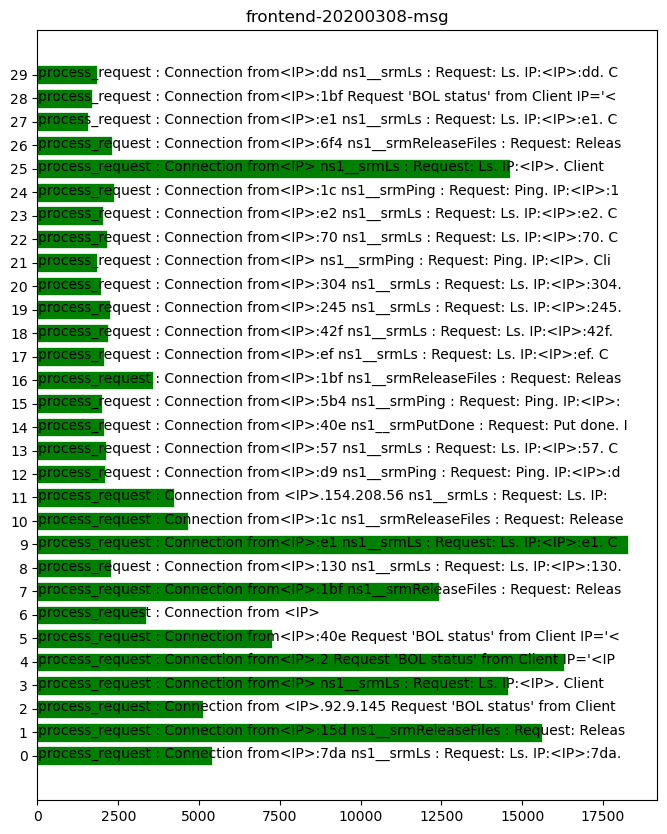 frontend-20200308-msg
29 process_request : Connection from<IP>:dd ns1__srmLs : Request: Ls. IP:<IP>:dd. C
28 process_request : Connection from<IP>:1bf Request 'BOL status' from Client IP='<
27 process_request : Connection from<IP>:e1 ns1__srmLs : Request: Ls. IP:<IP>:e1. C
26 process_request : Connection from<IP>:6f4 ns1__srmReleaseFiles : Request: Releas
25 process_request : Connection from<IP> ns1__srmLs : Request: Ls. IP:<IP>. Client
24 process_request : Connection from<IP>:1c ns1__srmPing : Request: Ping. IP:<IP>:1
23 process_request : Connection from<IP>:e2 ns1__srmLs : Request: Ls. IP:<IP>:e2. C
22 process_request : Connection from<IP>:70 ns1__srmLs : Request: Ls. IP:<IP>:70. C
21 process_request : Connection from<IP> ns1__srmPing : Request: Ping. IP:<IP>. Cli
20 process_request : Connection from<IP>:304 ns1__srmLs : Request: Ls. IP:<IP>:304.
19 process_request : Connection from<IP>:245 ns1__srmLs : Request: Ls. IP:<IP>:245.
18 process_request : Connection from<IP>:42f ns1__srmLs : Request: Ls. IP:<IP>:42f.
17 process_request : Connection from<IP>:ef ns1__srmLs : Request: Ls. IP:<IP>:ef. C
16 process_request : Connection from<IP>:1bf ns1__srmReleaseFiles : Request: Releas
15 process_request : Connection from<IP>:5b4 ns1__srmPing : Request: Ping. IP:<IP>:
14 process_request : Connection from<IP>:40e ns1__srmPutDone : Request: Put done. I
13 process_request : Connection from<IP>:57 ns1__srmLs : Request: Ls. IP:<IP>:57. C
12 process_request : Connection from<IP>:d9 ns1__srmPing : Request: Ping. IP:<IP>:d
11 process_request : Connection from <IP>.154.208.56 ns1__srmLs : Request: Ls. IP:
10 process_request : Connection from<IP>:1c ns1__srmReleaseFiles : Request: Release
9 process_request : Connection from<IP>:e1 ns1__srmLs : Request: Ls. IP:<IP>:e1. C
8 process_request : Connection from<IP>:130 ns1__srmLs : Request: Ls. IP:<IP>:130.
7 process_request : Connection from<IP>:1bf ns1__srmReleaseFiles : Request: Releas
6 process_request : Connection from <IP>
5 process_request : Connection from<IP>:40e Request 'BOL status' from Client IP='<
4 process_request : Connection from<IP>:2 Request 'BOL status' from Client IP='<IP
3 process_request : Connection from<IP> ns1__srmLs : Request: Ls. IP:<IP>. Client
2 process_request : Connection from <IP>.92.9.145 Request 'BOL status' from Client
1 process_request : Connection from<IP>:15d ns1__srmReleaseFiles : Request: Releas
0 process_request : Connection from<IP>:7da ns1__srmLs : Request: Ls. IP:<IP>:7da.
0 2500 5000 7500 10000 12500 15000 17500